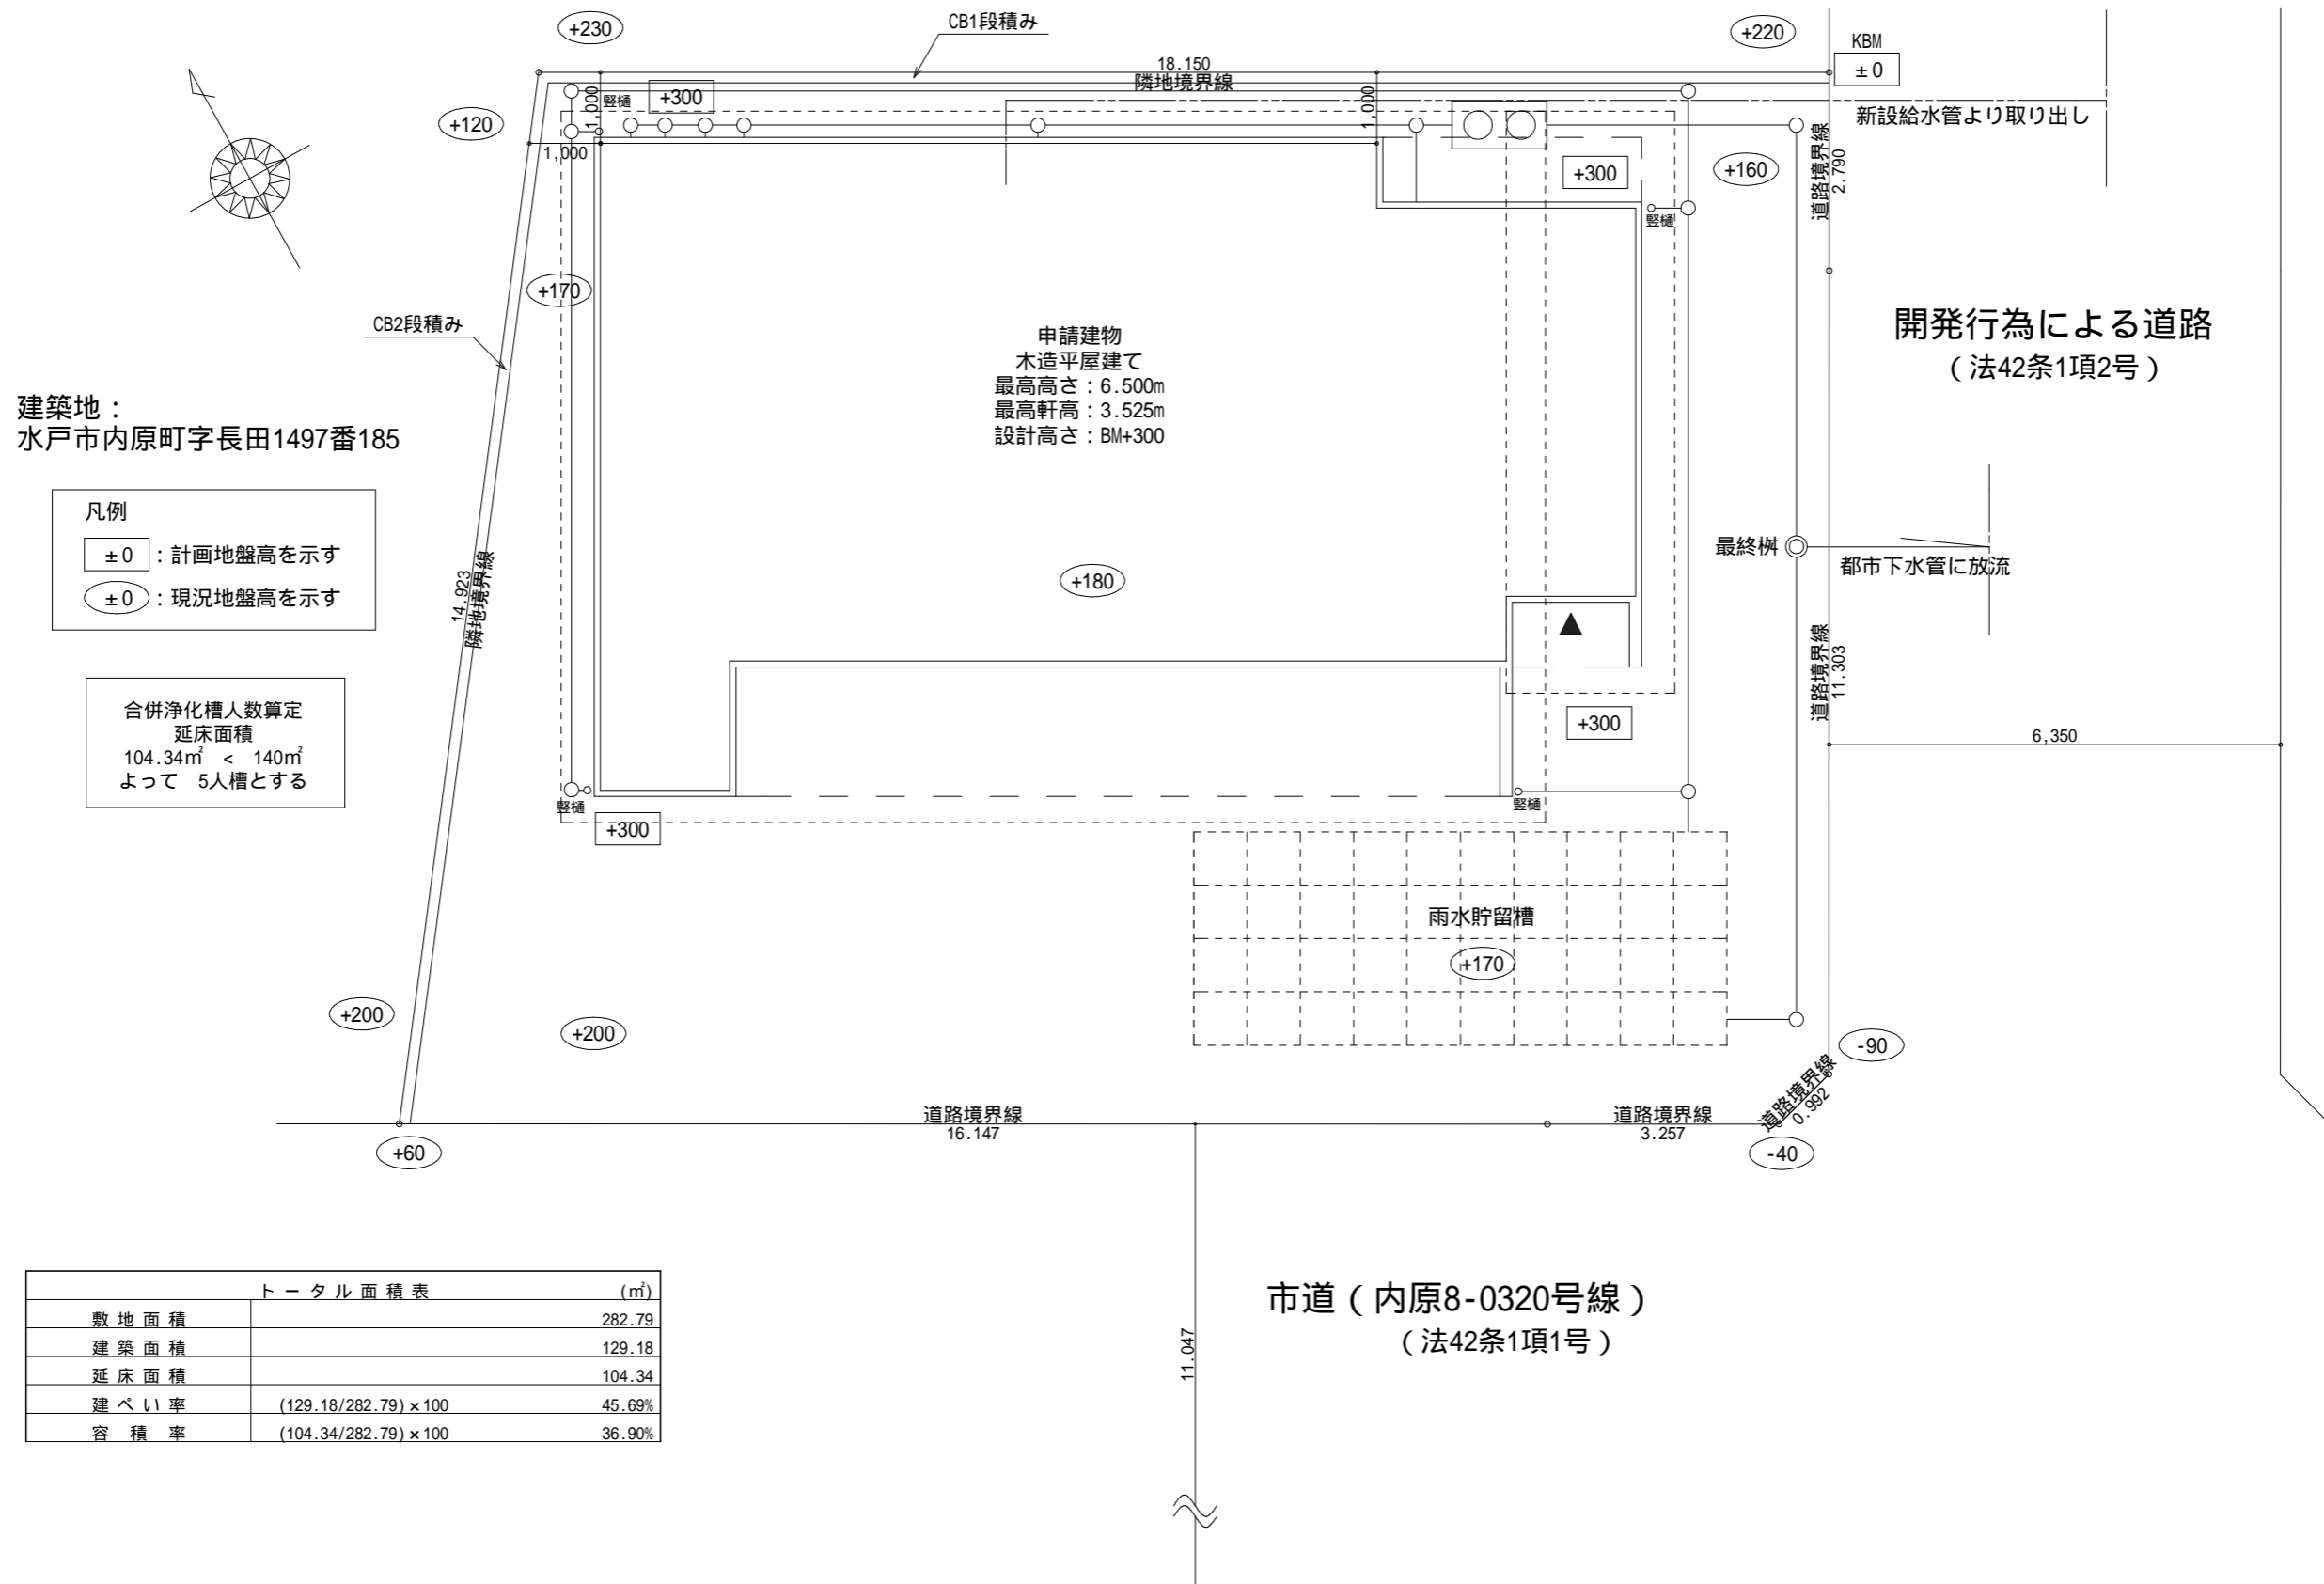 +230
CB1段積み
+220
KBM
±0
18.150
隣地境界線
+300
1,000
竪樋
1,000
新設給水管より取り出し
+120
1,000
+300
+160
道路境界線
2.790
竪樋
+170
CB2段積み
申請建物
木造平屋建て
最高高さ：6.500m
最高軒高：3.525m
設計高さ：BM+300
開発行為による道路
（法42条1項2号）
建築地：
水戸市内原町字長田1497番185
凡例
±0：計画地盤高を示す
±0：現況地盤高を示す
14.923
隣地境界線
+180
最終桝
都市下水管に放流
道路境界線
11.303
合併浄化槽人数算定
延床面積
104.34㎡ < 140㎡
よって 5人槽とする
+300
6,350
竪樋
竪樋
+300
雨水貯留槽
+170
+200
+200
-90
道路境界線
0.992
道路境界線
16.147
道路境界線
3.257
+60
-40
トータル面積表 (㎡)
敷地面積 282.79
建築面積 129.18
延床面積 104.34
建ぺい率 (129.18/282.79)×100 45.69%
容積率 (104.34/282.79)×100 36.90%
市道（内原8-0320号線）
（法42条1項1号）
11.047